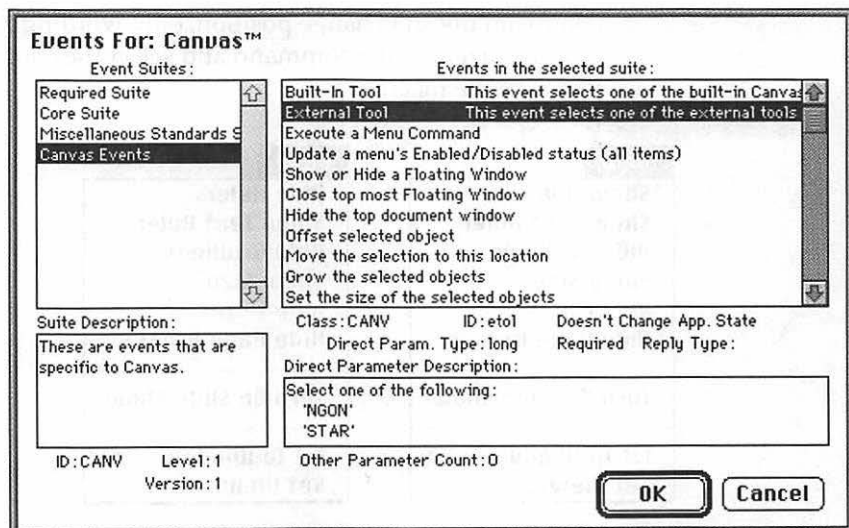 Events For: Canvas™
Event Suites:
Required Suite
Core Suite
Miscellaneous Standards S
Canvas Events
Events in the selected suite:
Built-In Tool This event selects one of the built-in Canvas
External Tool This event selects one of the external tools
Execute a Menu Command
Update a menu's Enabled/Disabled status (all items)
Show or Hide a Floating Window
Close top most Floating Window
Hide the top document window
Offset selected object
Move the selection to this location
Grow the selected objects
Set the size of the selected objects
Suite Description:
These are events that are
specific to Canvas.
ID:CANV Level:1
Version:1
Class:CANV ID:etol Doesn't Change App. State
Direct Param. Type:long Required Reply Type:
Direct Parameter Description:
Select one of the following:
'NGON'
'STAR'
Other Parameter Count:0
OK Cancel